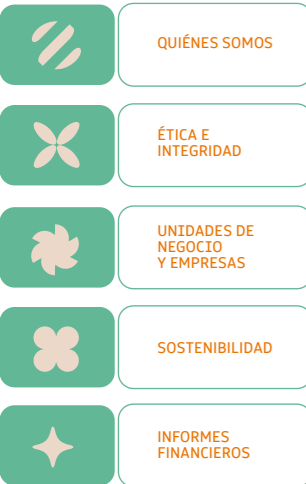 QUIÉNES SOMOS
ÉTICA E
INTEGRIDAD
UNIDADES DE
NEGOCIO
Y EMPRESAS
SOSTENIBILIDAD
INFORMES
FINANCIEROS